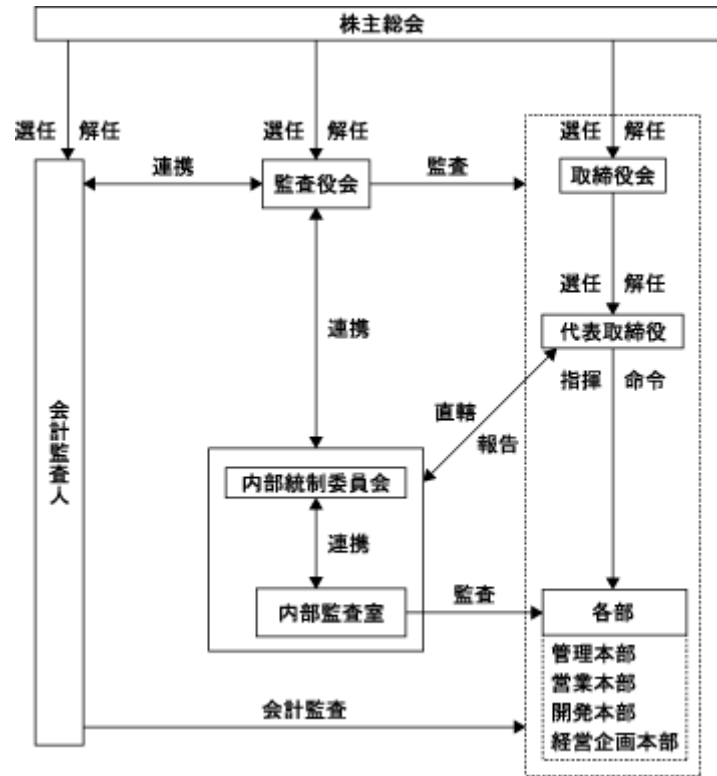 株主総会
選任 解任
選任 解任
選任 解任
連携
監査役会
監査
取締役会
選任 解任
連携
代表取締役
指揮 命令
直轄
報告
会計監査人
内部統制委員会
連携
内部監査室
監査
各部
管理本部
営業本部
開発本部
経営企画本部
会計監査